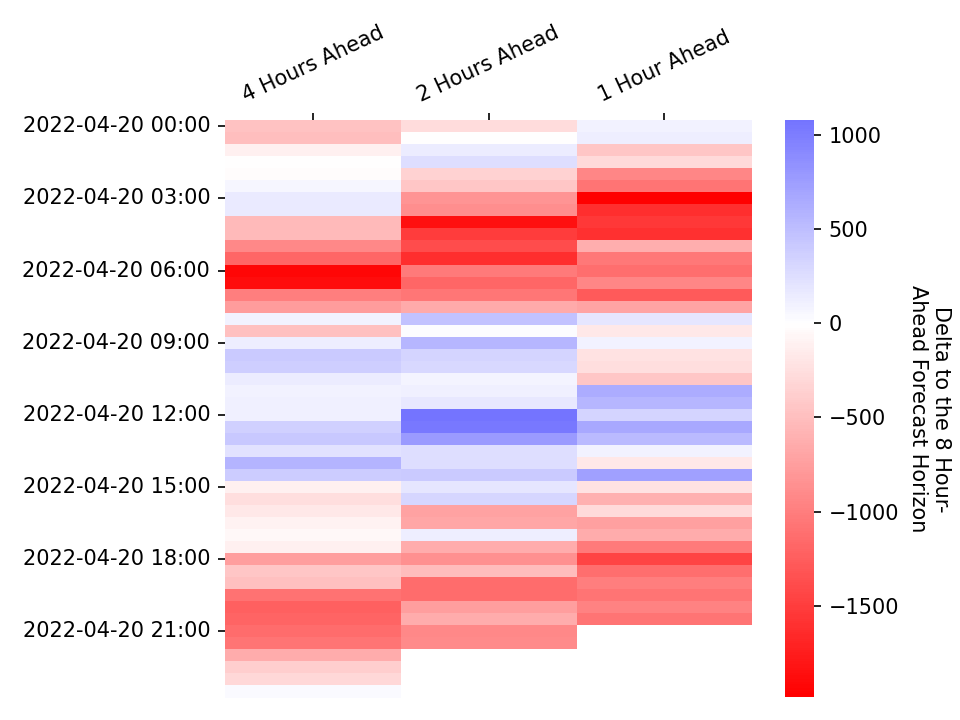 4 Hours Ahead
2 Hours Ahead
1 Hour Ahead
2022-04-20 00:00
2022-04-20 03:00
2022-04-20 06:00
2022-04-20 09:00
2022-04-20 12:00
2022-04-20 15:00
2022-04-20 18:00
2022-04-20 21:00
1000
500
0
−500
−1000
−1500
Delta to the 8 Hour-
Ahead Forecast Horizon